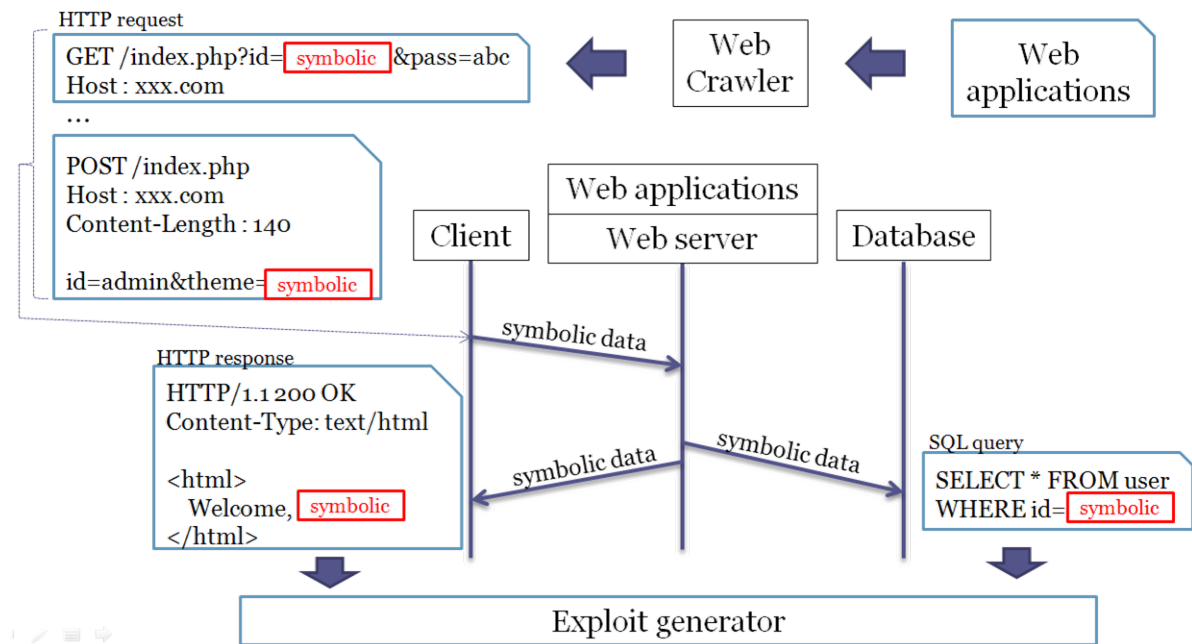 HTTP request
GET /index.php?id= symbolic &pass=abc
Host : xxx.com
...
Web
Crawler
Web
applications
POST /index.php
Host : xxx.com
Content-Length : 140
id=admin&theme= symbolic
Client
Web applications
Web server
Database
symbolic data
HTTP response
HTTP/1.1 200 OK
Content-Type: text/html
<html>
Welcome, symbolic
</html>
symbolic data
symbolic data
SQL query
SELECT * FROM user
WHERE id= symbolic
Exploit generator